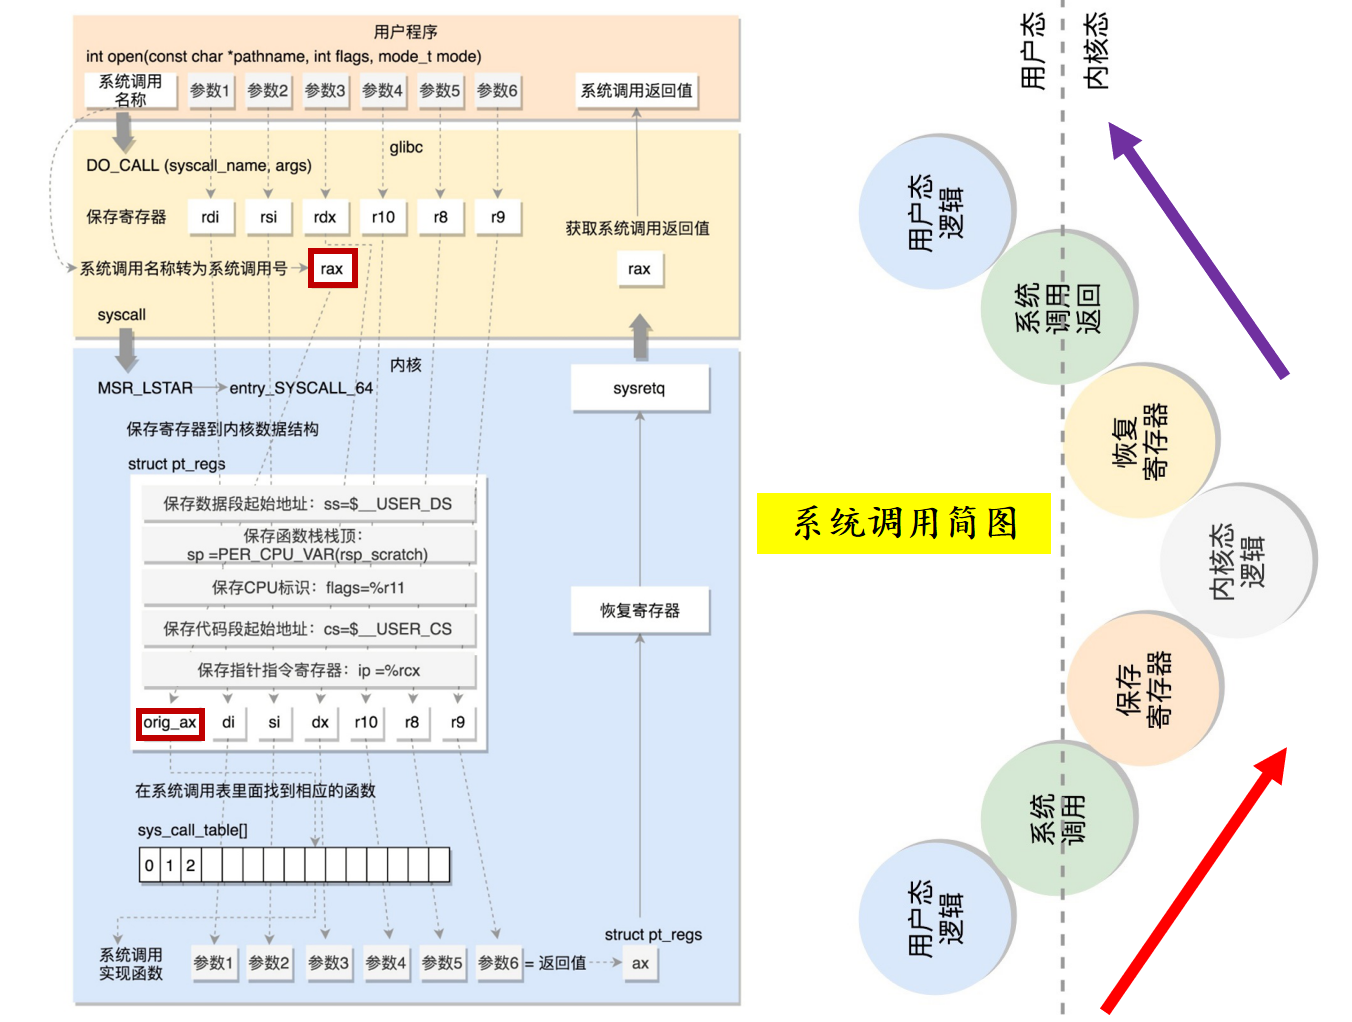 用户程序
int open(const char *pathname, int flags, mode_t mode)
系统调用
名称
参数1
参数2
参数3
参数4
参数5
参数6
系统调用返回值
glibc
DO_CALL (syscall_name, args)
保存寄存器
rdi
rsi
rdx
r10
r8
r9
获取系统调用返回值
系统调用名称转为系统调用号
rax
rax
syscall
内核
MSR_LSTAR
entry_SYSCALL_64
sysretq
保存寄存器到内核数据结构
struct pt_regs
保存数据段起始地址：ss=$__USER_DS
保存函数栈栈顶：
sp =PER_CPU_VAR(rsp_scratch)
保存CPU标识：flags=%r11
保存代码段起始地址：cs=$__USER_CS
保存指针指令寄存器：ip =%rcx
恢复寄存器
orig_ax
di
si
dx
r10
r8
r9
在系统调用表里面找到相应的函数
sys_call_table[]
0
1
2
系统调用
实现函数
参数1
参数2
参数3
参数4
参数5
参数6
= 返回值
struct pt_regs
ax
系统调用简图
用户态
内核态
用户态
逻辑
系统
调用
返回
恢复
寄存器
内核态
逻辑
保存
寄存器
系统
调用
用户态
逻辑